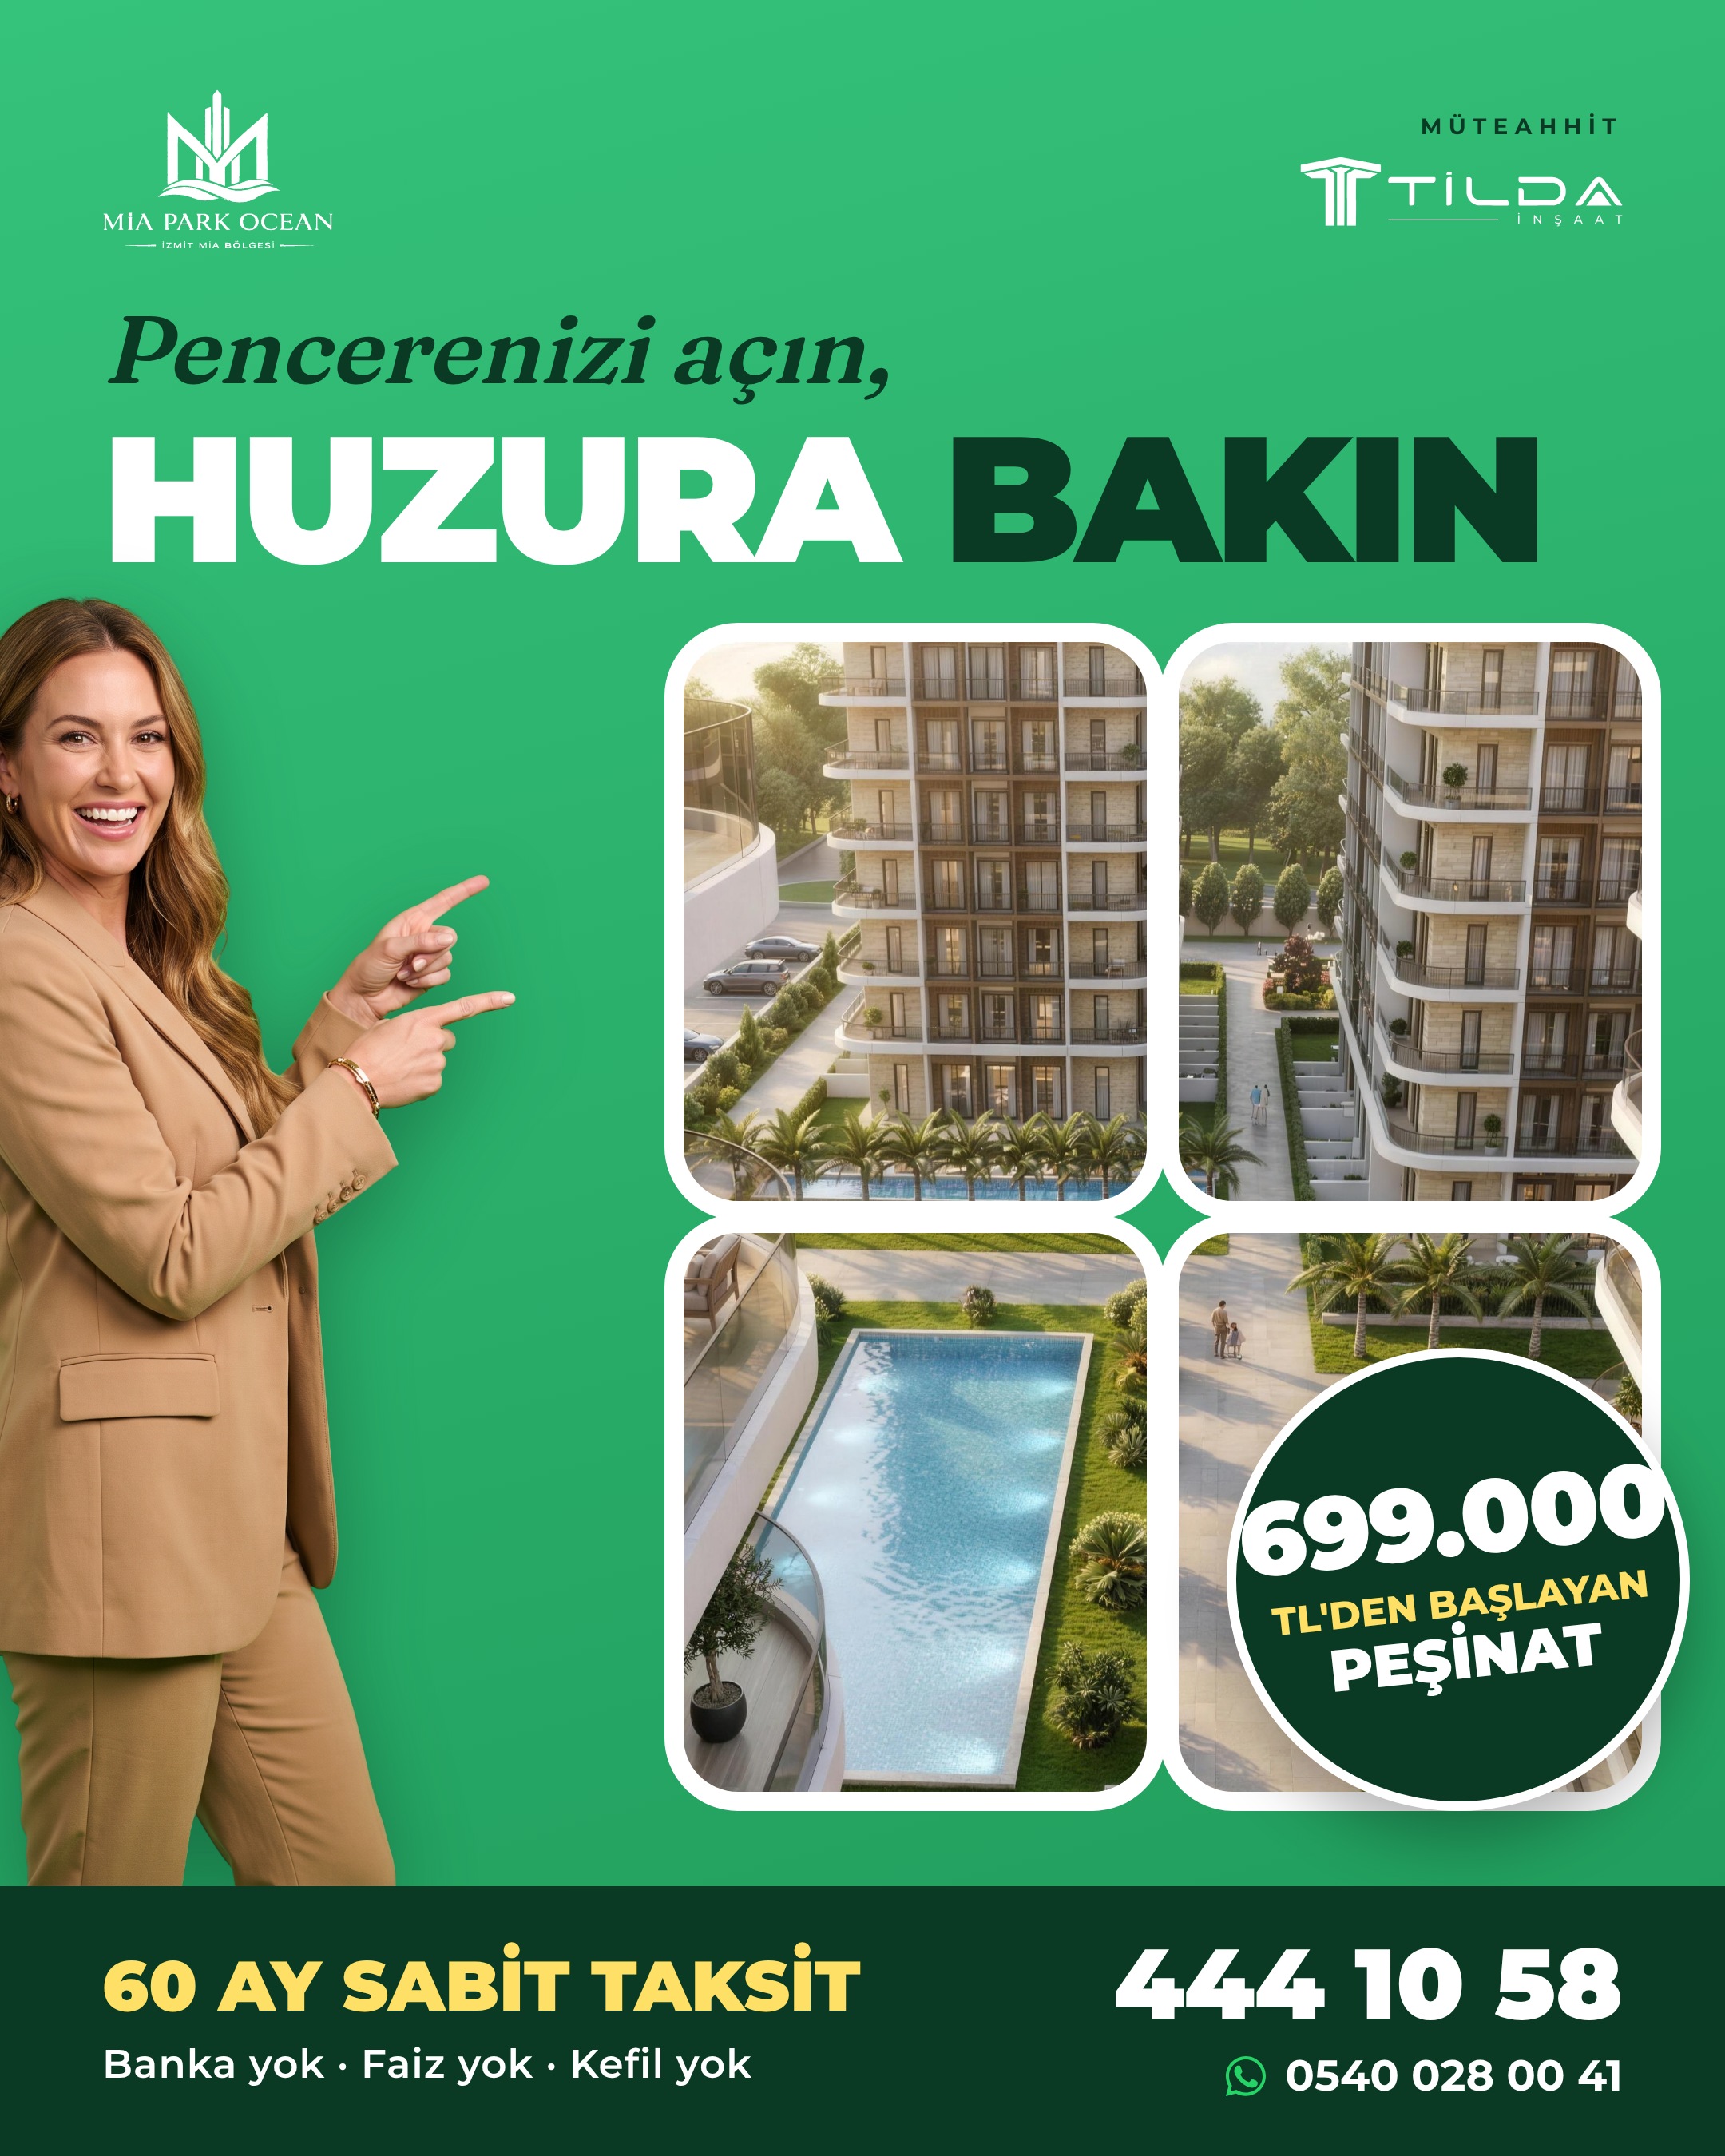 MİA PARK OCEAN
İZMİT MİA BÖLGESİ
MÜTEAHHİT
TİLDA
İNŞAAT
Pencerenizi açın,
HUZURA BAKIN
699.000
TL'DEN BAŞLAYAN
PEŞİNAT
60 AY SABİT TAKSİT
Banka yok · Faiz yok · Kefil yok
444 10 58
0540 028 00 41